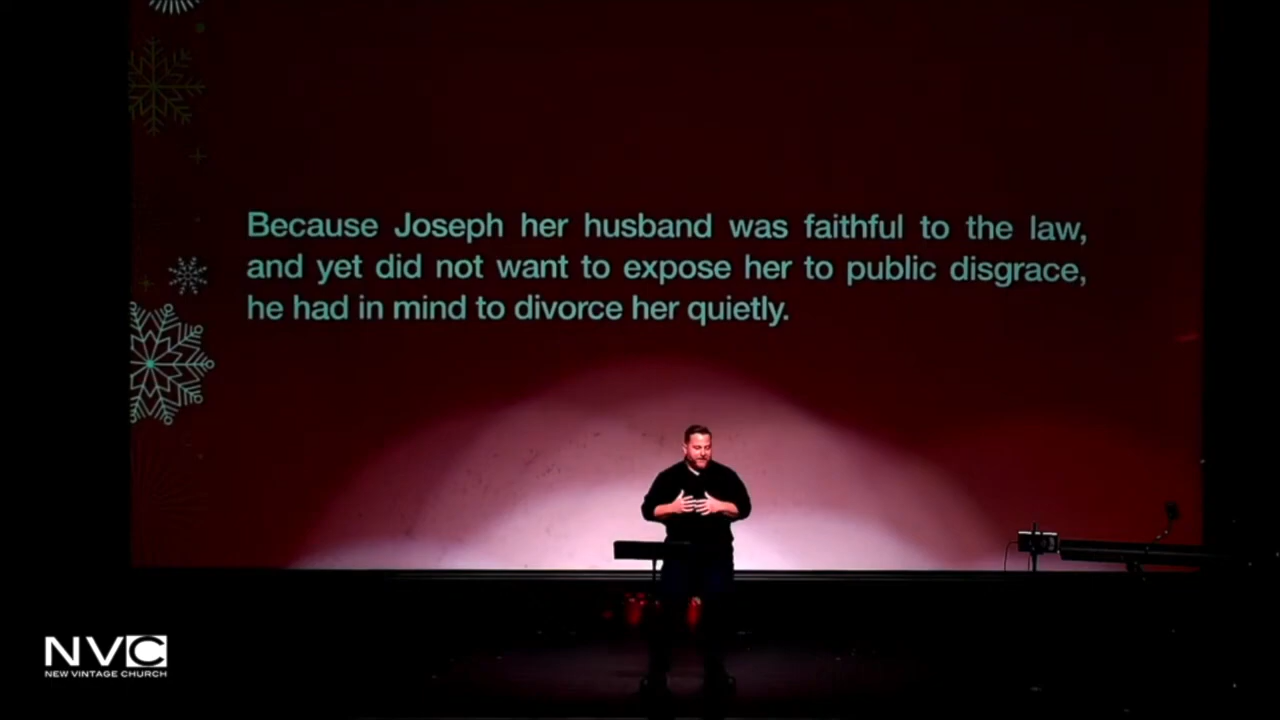 Because Joseph her husband was faithful to the law,
and yet did not want to expose her to public disgrace,
he had in mind to divorce her quietly.
NVC
NEW VINTAGE CHURCH